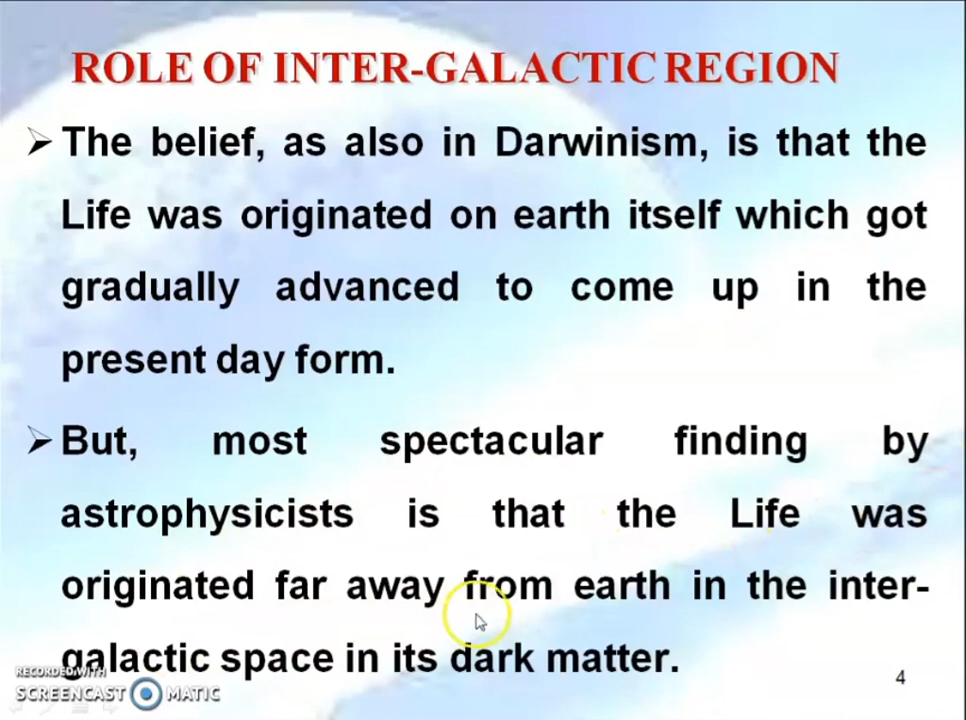 ROLE OF INTER-GALACTIC REGION
The belief, as also in Darwinism, is that the
Life was originated on earth itself which got
gradually advanced to come up in the
present day form.
But, most spectacular finding by
astrophysicists is that the Life was
originated far away from earth in the inter-
galactic space in its dark matter.
RECORDED WITH
SCREENCAST MATIC
4